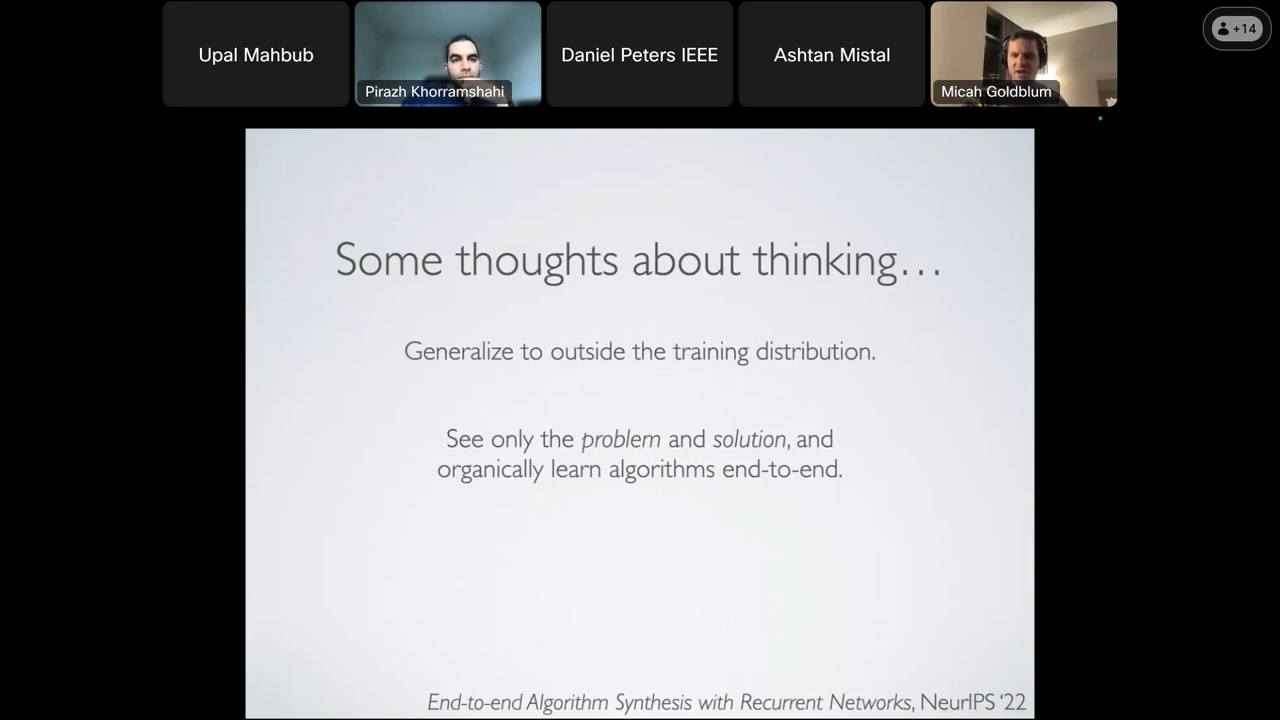 Upal Mahbub
Pirazh Khorramshahi
Daniel Peters IEEE
Ashtan Mistal
Micah Goldblum
+14
Some thoughts about thinking…
Generalize to outside the training distribution.
See only the problem and solution, and
organically learn algorithms end-to-end.
End-to-end Algorithm Synthesis with Recurrent Networks, NeurIPS ‘22